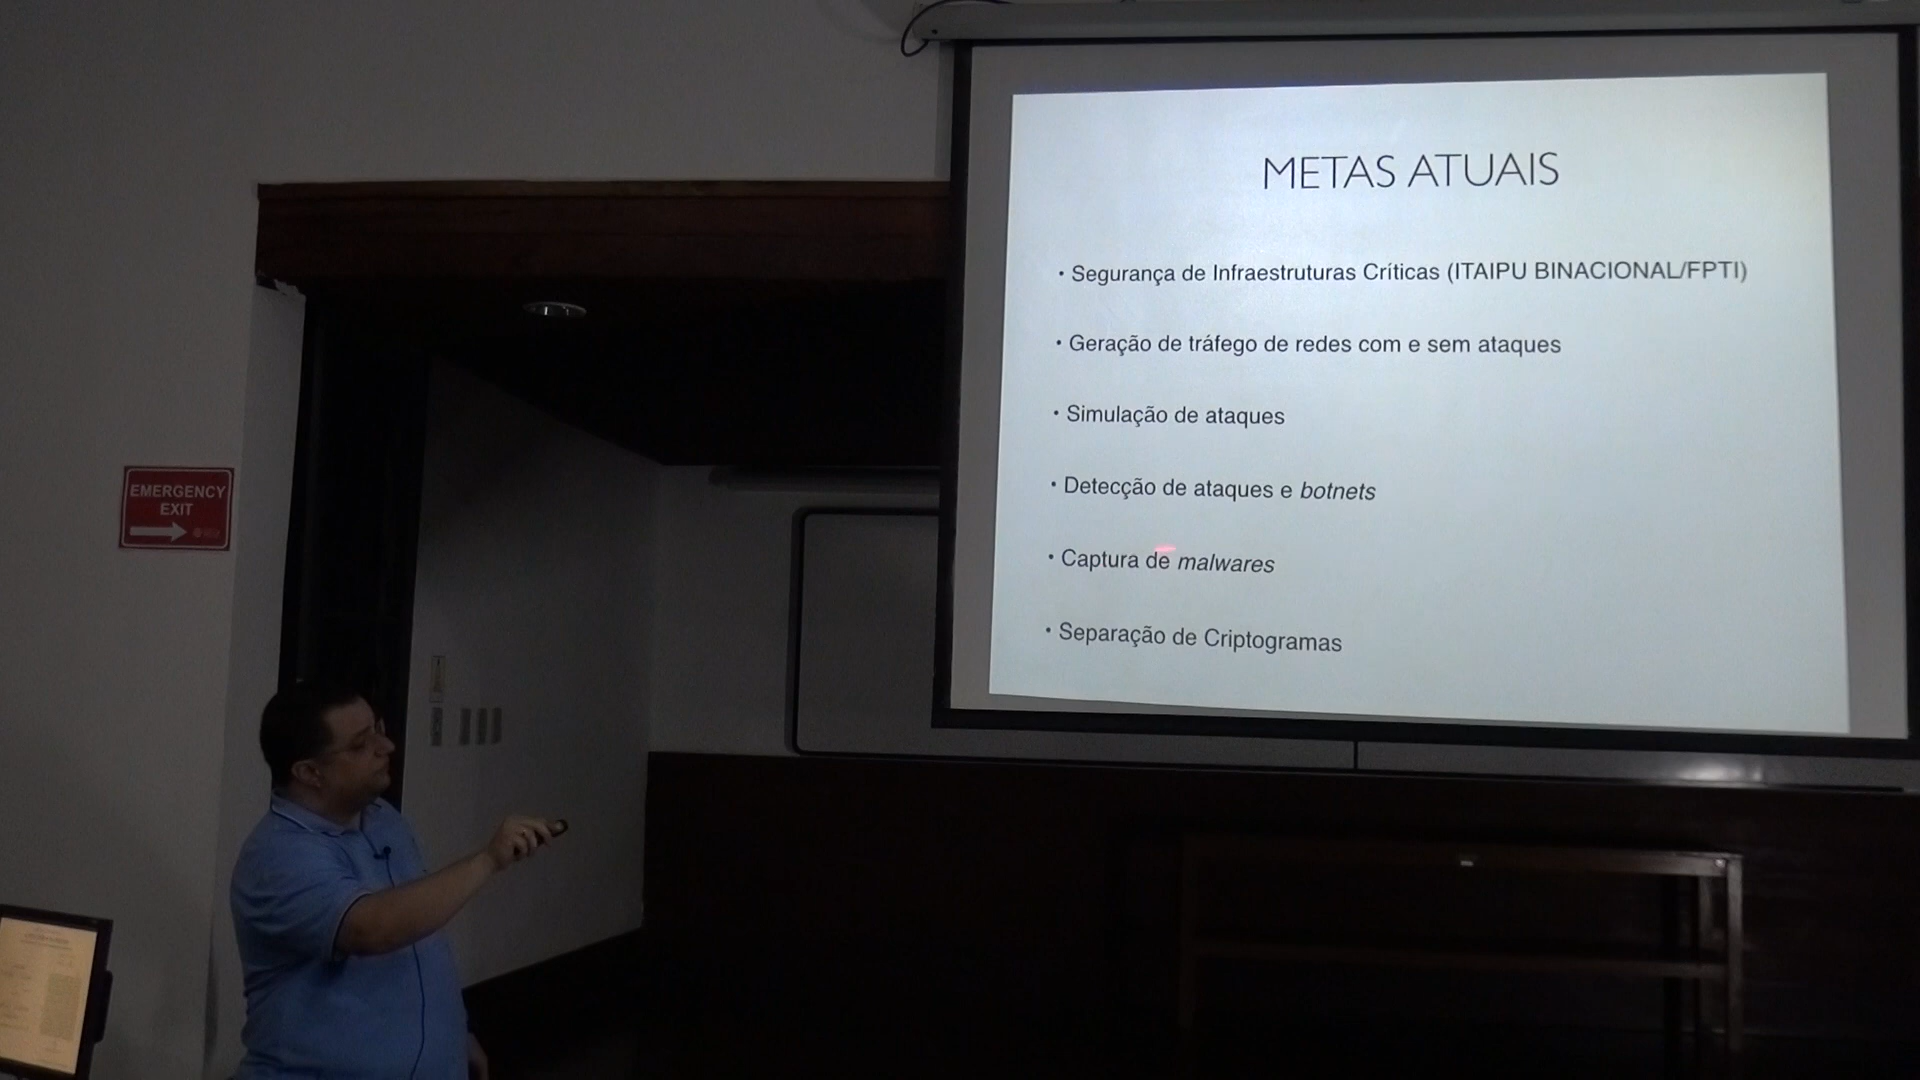 METAS ATUAIS
• Segurança de Infraestruturas Críticas (ITAIPU BINACIONAL/FPTI)
• Geração de tráfego de redes com e sem ataques
• Simulação de ataques
• Detecção de ataques e botnets
• Captura de malwares
• Separação de Criptogramas
EMERGENCY
EXIT